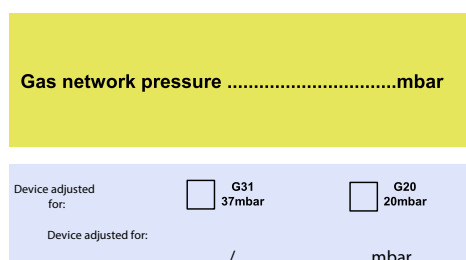 Gas network pressure ................................mbar
Device adjusted for:
G31
37mbar
G20
20mbar
Device adjusted for:
/ mbar